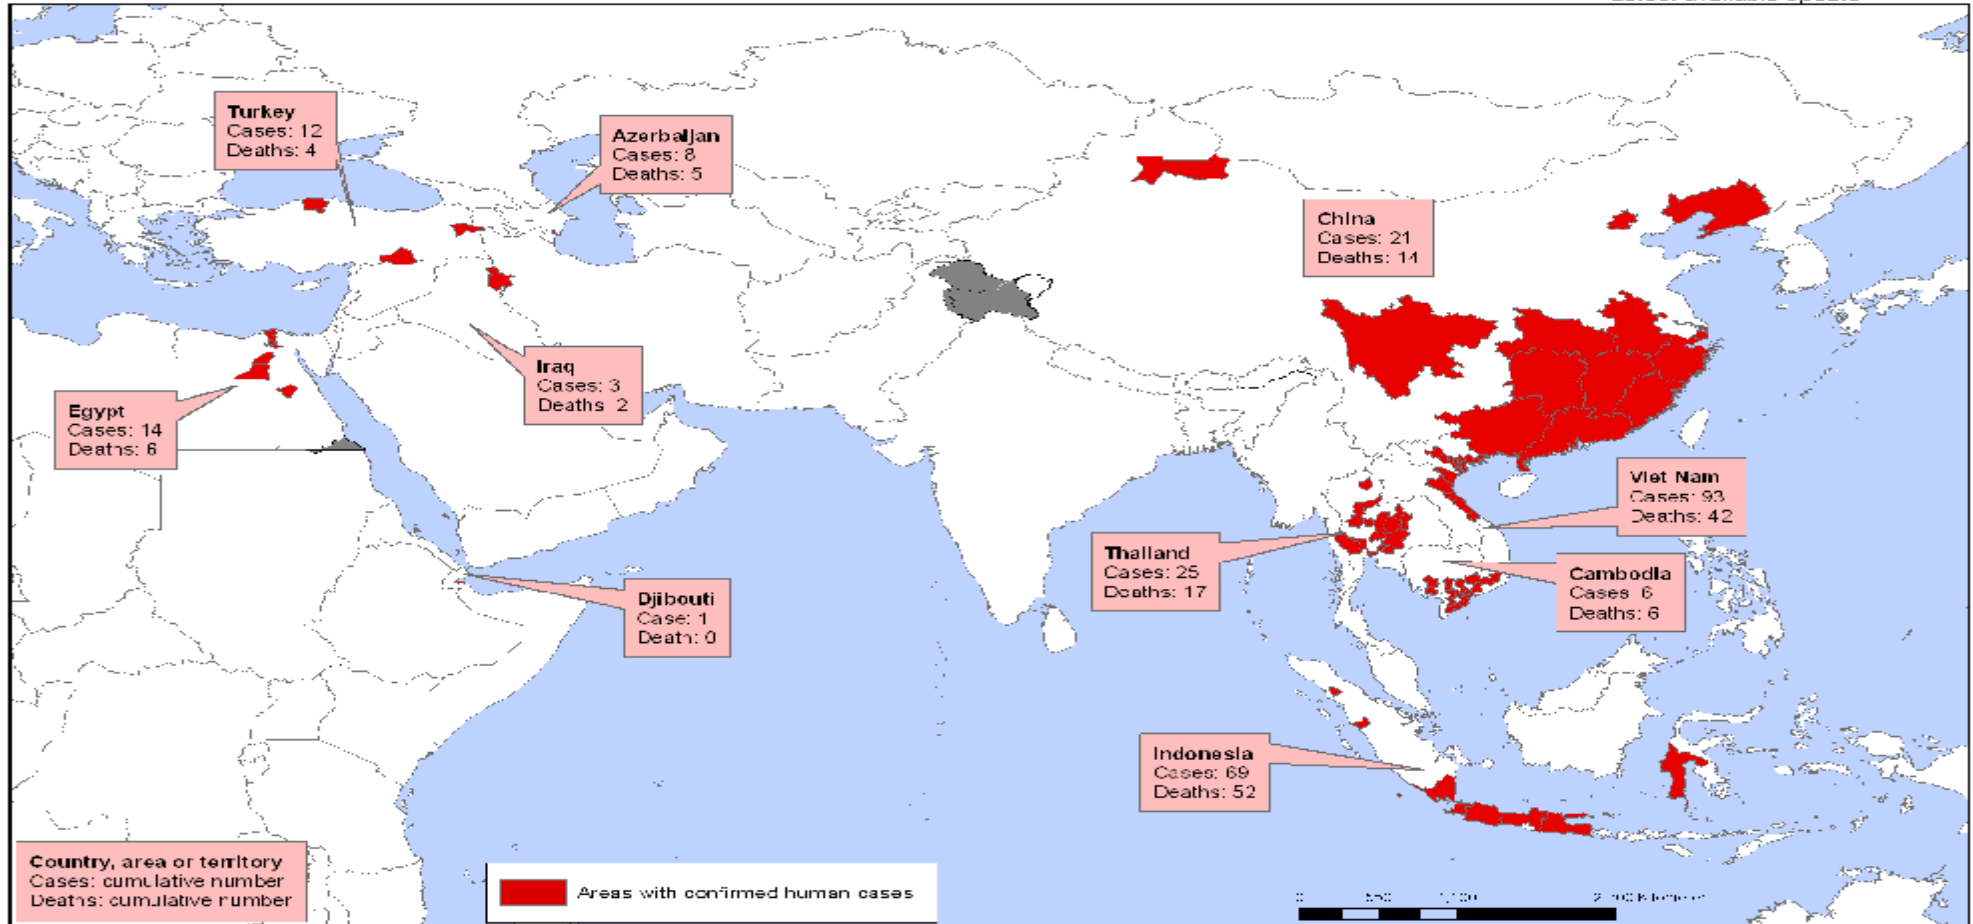 Turkey
Cases: 12
Deaths: 4
Azerbaijan
Cases: 8
Deaths: 5
China
Cases: 21
Deaths: 14
Iraq
Cases: 3
Deaths 2
Egypt
Cases: 14
Deaths: 6
Viet Nam
Cases: 93
Deaths: 42
Thailand
Cases: 25
Deaths: 17
Cambodia
Cases 6
Deaths: 6
Djibouti
Case: 1
Death: 0
Indonesia
Cases: 69
Deaths: 52
Country, area or territory
Cases: cumulative number
Deaths: cumulative number
Areas with confirmed human cases